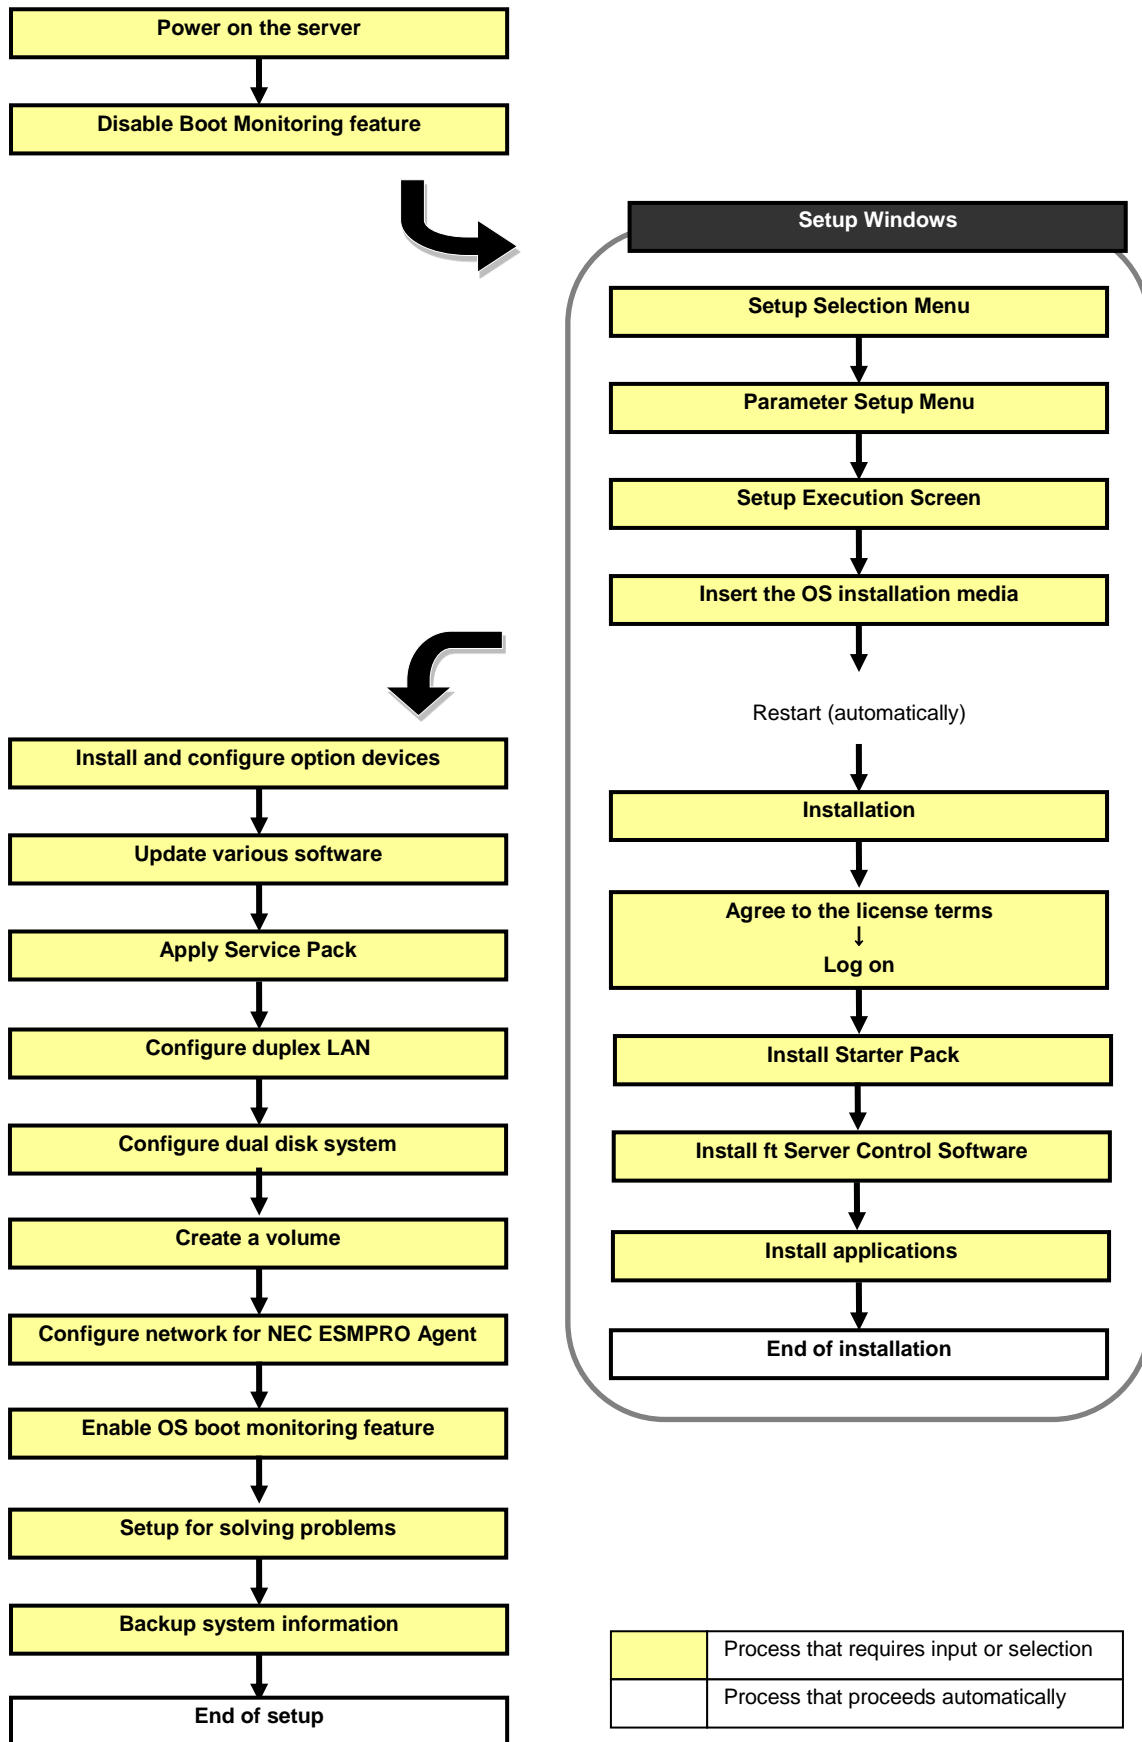 Power on the server
Disable Boot Monitoring feature
Setup Windows
Setup Selection Menu
Parameter Setup Menu
Setup Execution Screen
Insert the OS installation media
Restart (automatically)
Installation
Agree to the license terms
↓
Log on
Install Starter Pack
Install ft Server Control Software
Install applications
End of installation
Install and configure option devices
Update various software
Apply Service Pack
Configure duplex LAN
Configure dual disk system
Create a volume
Configure network for NEC ESMPRO Agent
Enable OS boot monitoring feature
Setup for solving problems
Backup system information
End of setup
Process that requires input or selection
Process that proceeds automatically